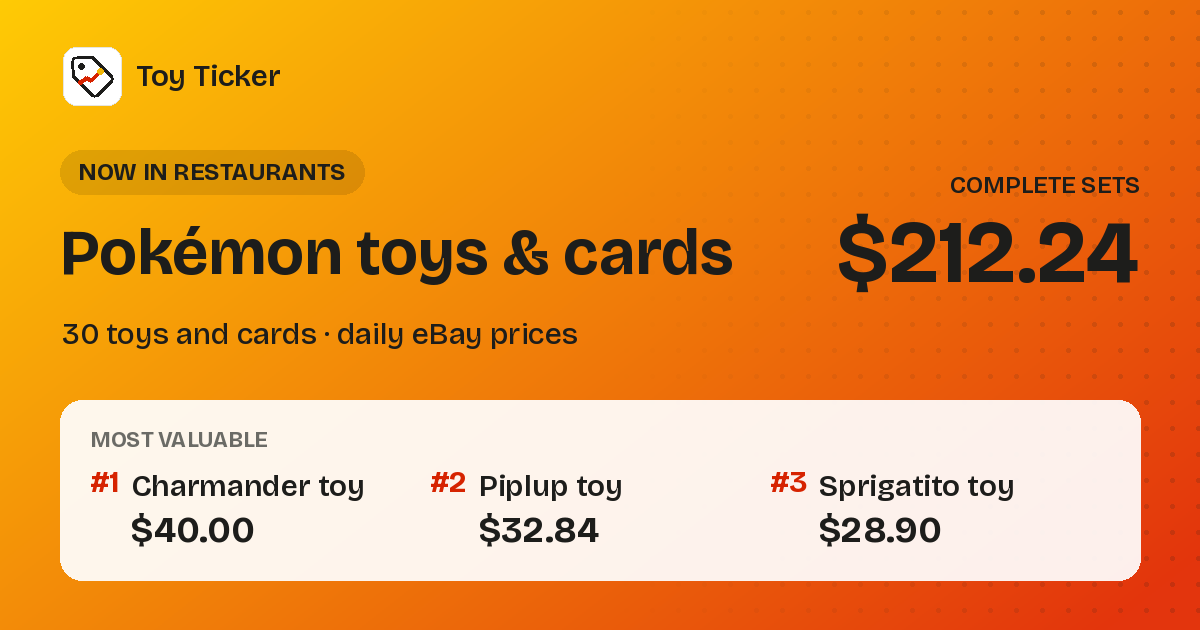 Toy Ticker
NOW IN RESTAURANTS
Pokémon toys & cards
30 toys and cards · daily eBay prices
COMPLETE SETS
$212.24
MOST VALUABLE
#1 Charmander toy
$40.00
#2 Piplup toy
$32.84
#3 Sprigatito toy
$28.90